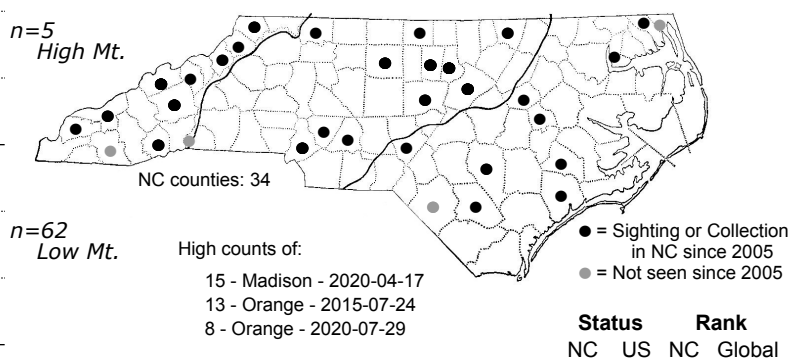 n=5
High Mt.
NC counties: 34
n=62
Low Mt.
High counts of:
15 - Madison - 2020-04-17
13 - Orange - 2015-07-24
8 - Orange - 2020-07-29
= Sighting or Collection
in NC since 2005
= Not seen since 2005
Status Rank
NC US NC Global